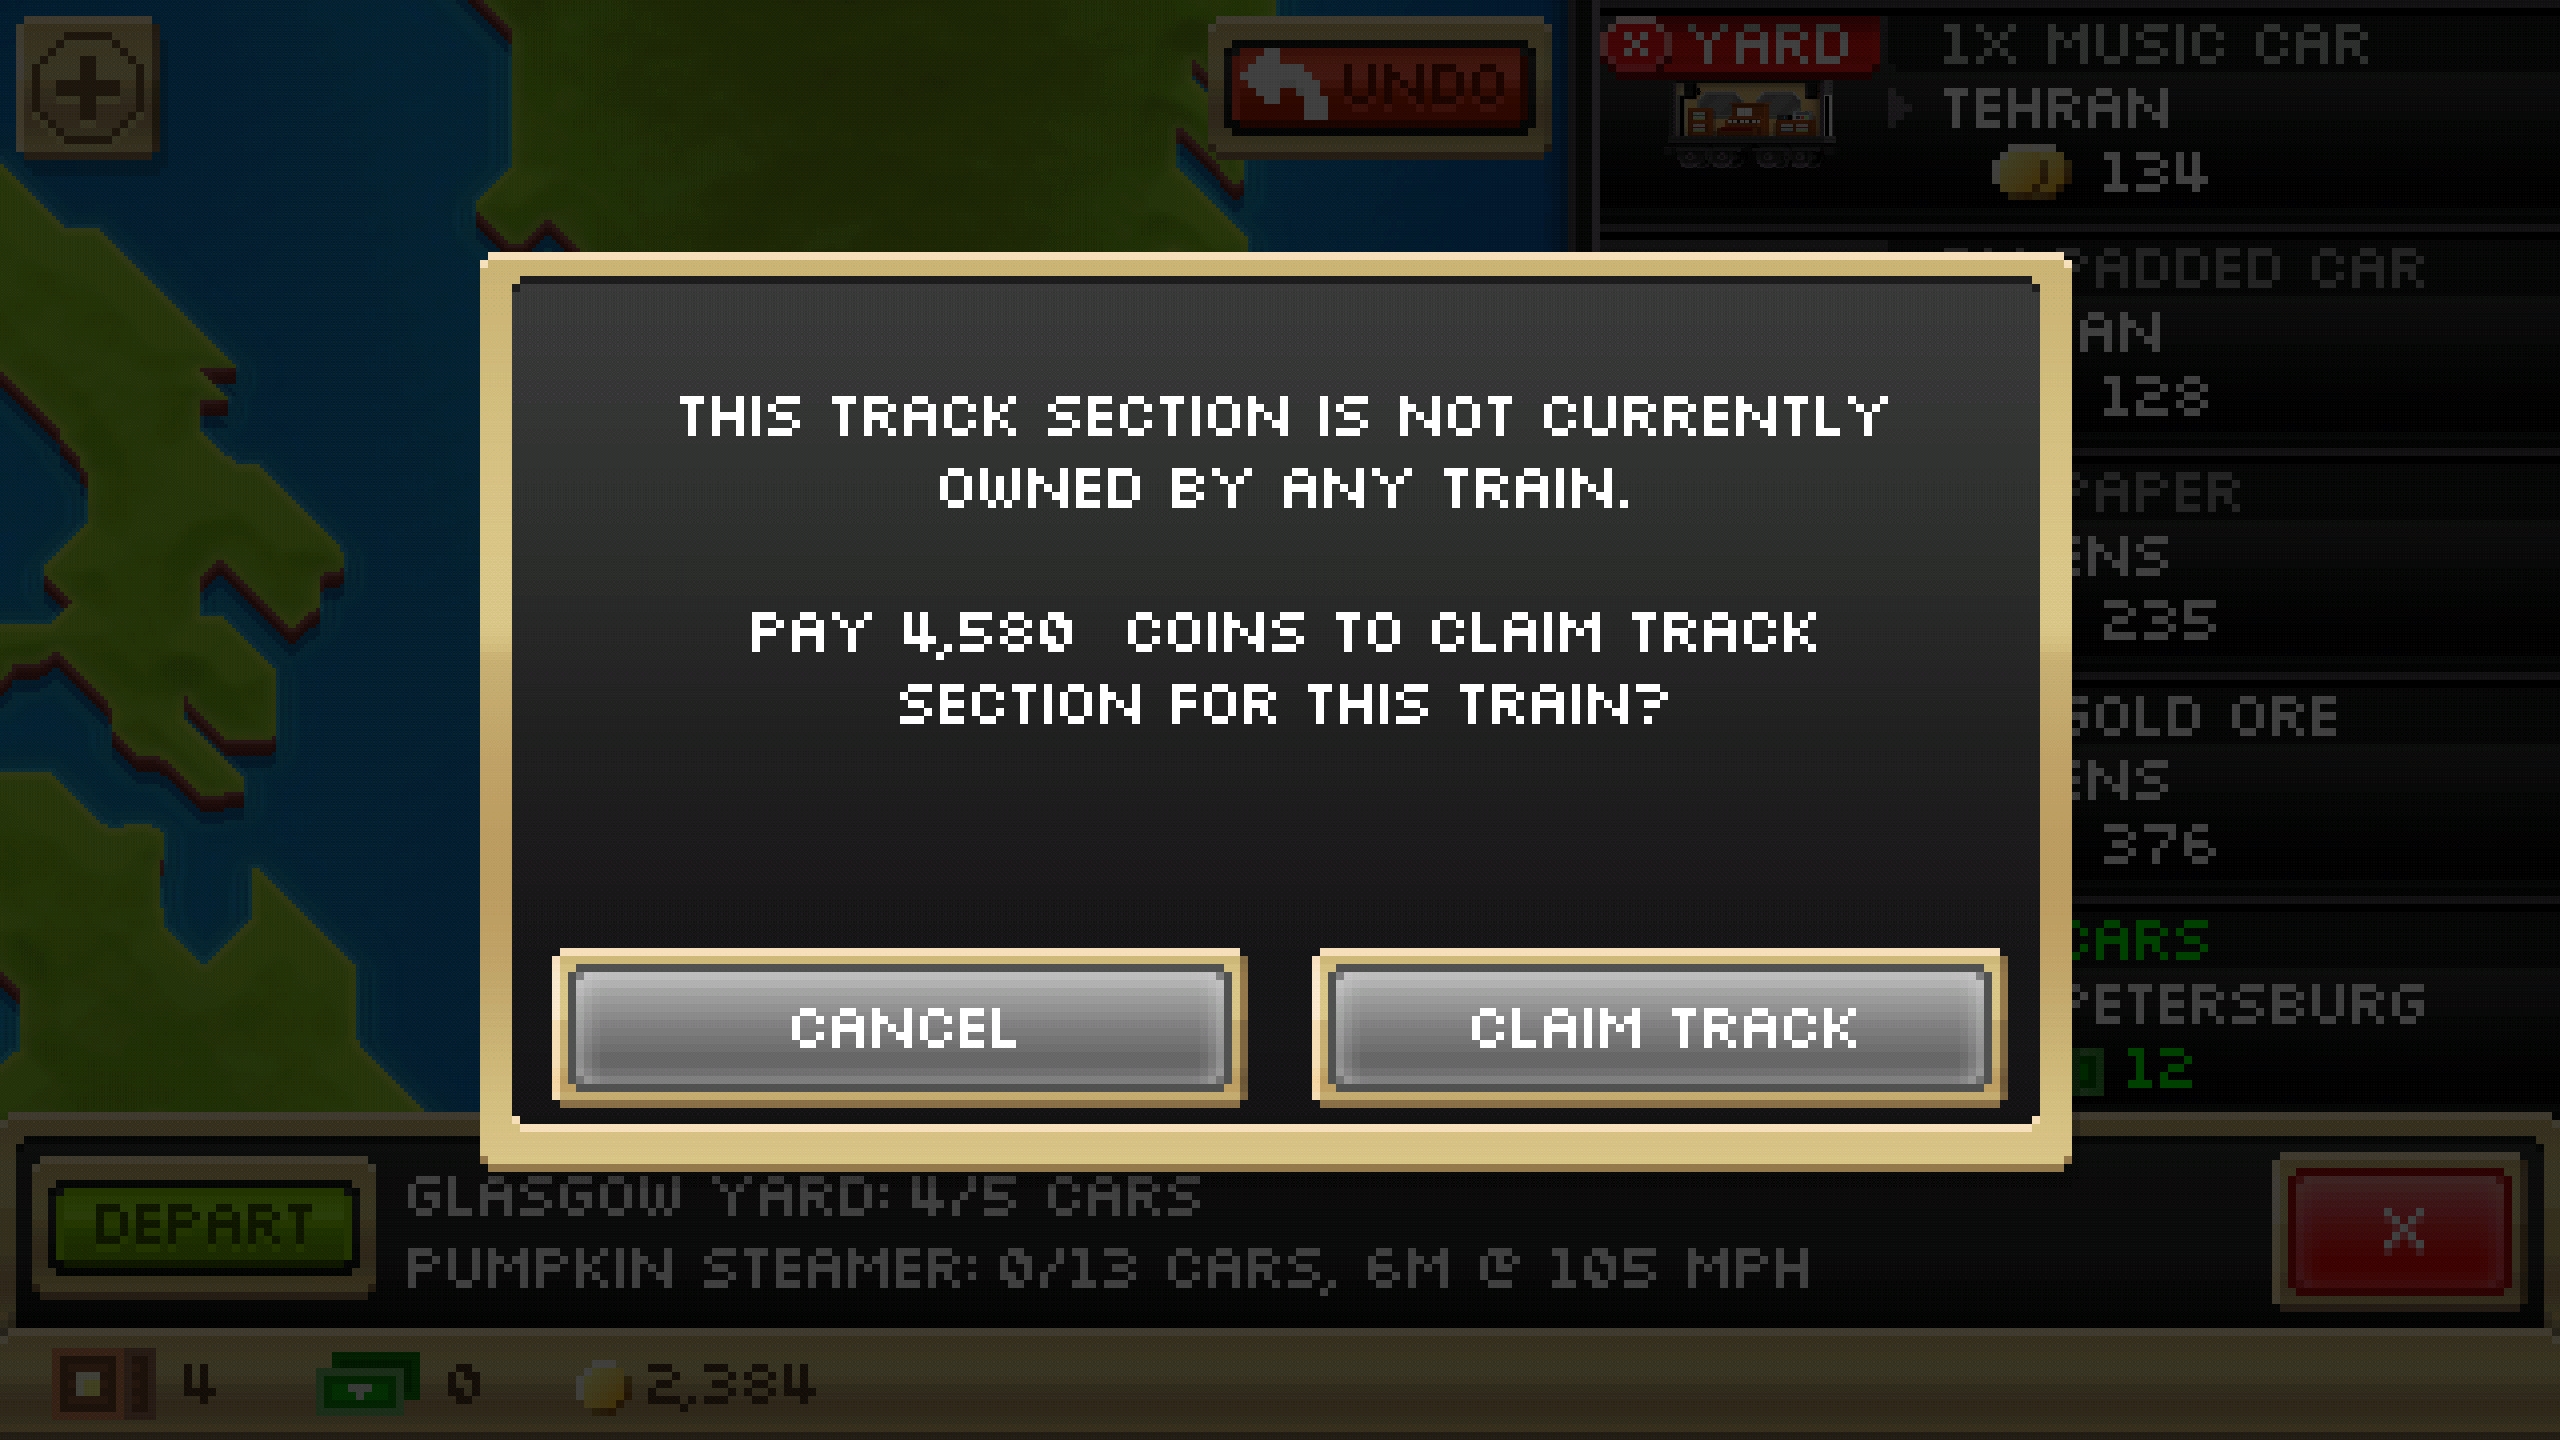 UNDO
YARD
1X MUSIC CAR
TEHRAN
134
PADDED CAR
AN
128
PAPER
ENS
235
GOLD ORE
ENS
376
CARS
PETERSBURG
12
THIS TRACK SECTION IS NOT CURRENTLY
OWNED BY ANY TRAIN.
PAY 4,580 COINS TO CLAIM TRACK
SECTION FOR THIS TRAIN?
CANCEL
CLAIM TRACK
DEPART
GLASGOW YARD: 4/5 CARS
PUMPKIN STEAMER: 0/13 CARS, 6M @ 105 MPH
X
4
0
2,384